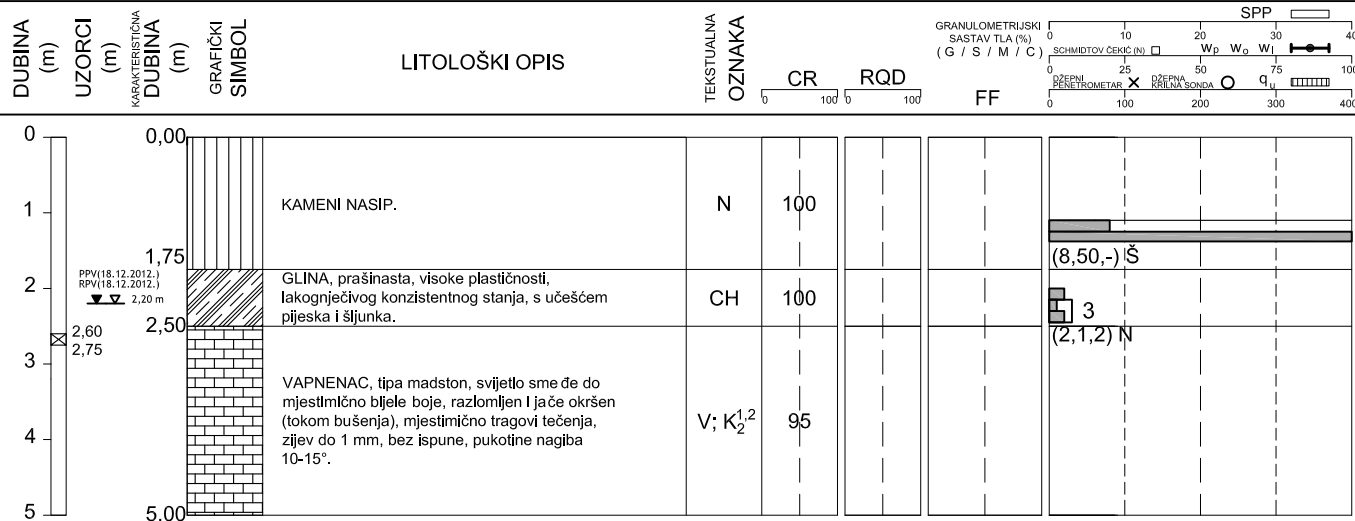 DUBINA (m)
UZORCI (m)
KARAKTERISTIČNA DUBINA (m)
GRAFIČKI SIMBOL
LITOLOŠKI OPIS
TEKSTUALNA OZNAKA
CR
0 100
RQD
0 100
GRANULOMETRIJSKI
SASTAV TLA (%)
( G / S / M / C )
FF
SPP
0 10 20 30 40
SCHMIDTOV ČEKIĆ (N) Wp Wo Wl
0 25 50 75 100
DŽEPNI PENETROMETAR DŽEPNA KRILNA SONDA qu
0 100 200 300 400
0
1
2
3
4
5
0,00
KAMENI NASIP.
N
100
(8,50,-) Š
1,75
PPV(18.12.2012.)
RPV(18.12.2012.)
2,20 m
GLINA, prašinasta, visoke plastičnosti,
lakognječivog konzistentnog stanja, s učešćem
pijeska i šljunka.
CH
100
3
(2,1,2) N
2,50
2,60
2,75
VAPNENAC, tipa madston, svijetlo sme đe do
mjestimično bijele boje, razlomljen i jače okršen
(tokom bušenja), mjestimično tragovi tečenja,
zijev do 1 mm, bez ispune, pukotine nagiba
10-15°.
V; K₂¹,²
95
5,00